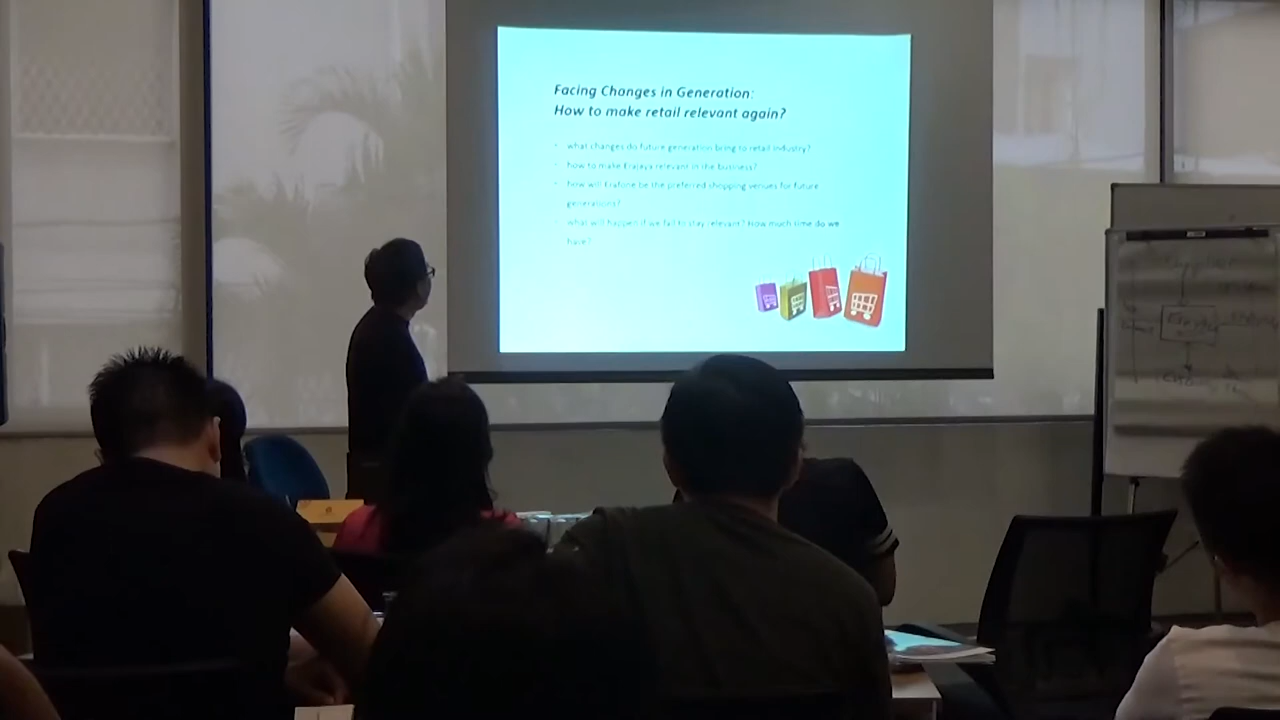 Facing Changes in Generation:
How to make retail relevant again?
what changes do future generation bring to retail industry?
how to make Erajaya relevant in the business?
how will Erafone be the preferred shopping venues for future
generations?
what will happen if we fail to stay relevant? How much time do we
have?